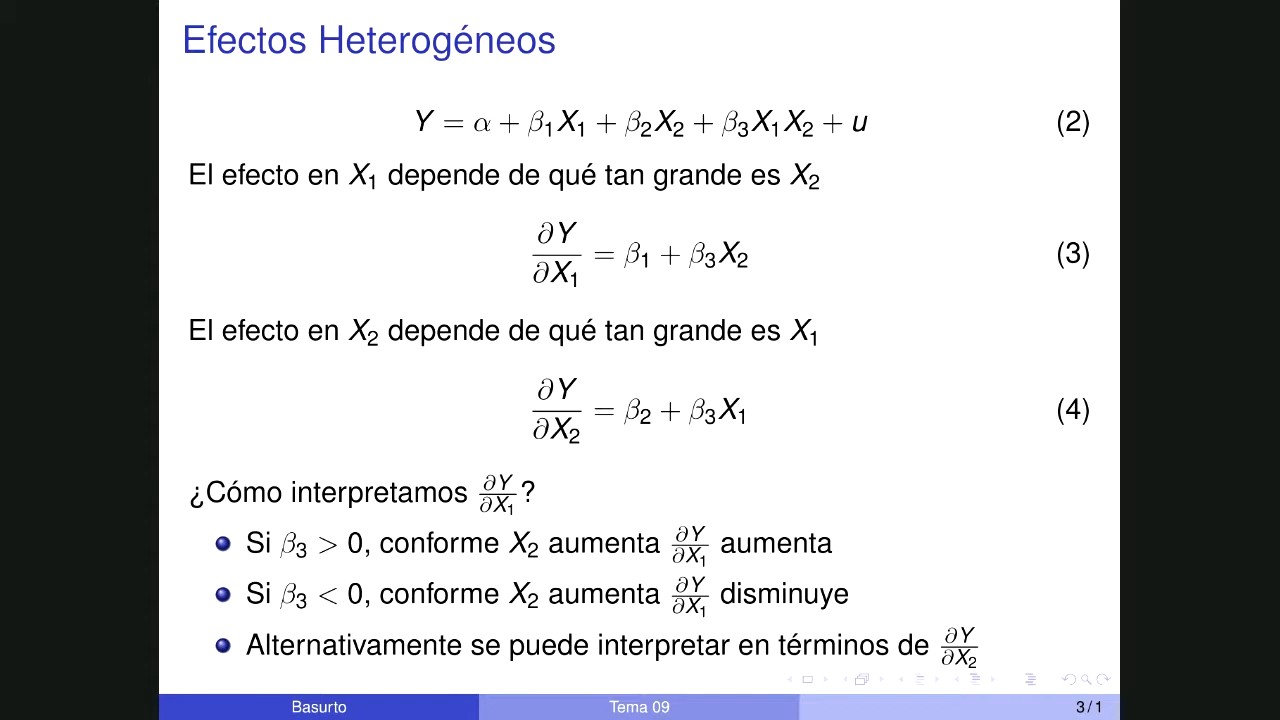 Efectos Heterogéneos
Y = α + β₁X₁ + β₂X₂ + β₃X₁X₂ + u (2)
El efecto en X₁ depende de qué tan grande es X₂
∂Y/∂X₁ = β₁ + β₃X₂ (3)
El efecto en X₂ depende de qué tan grande es X₁
∂Y/∂X₂ = β₂ + β₃X₁ (4)
¿Cómo interpretamos ∂Y/∂X₁?
Si β₃ > 0, conforme X₂ aumenta ∂Y/∂X₁ aumenta
Si β₃ < 0, conforme X₂ aumenta ∂Y/∂X₁ disminuye
Alternativamente se puede interpretar en términos de ∂Y/∂X₂
Basurto Tema 09 3 / 1